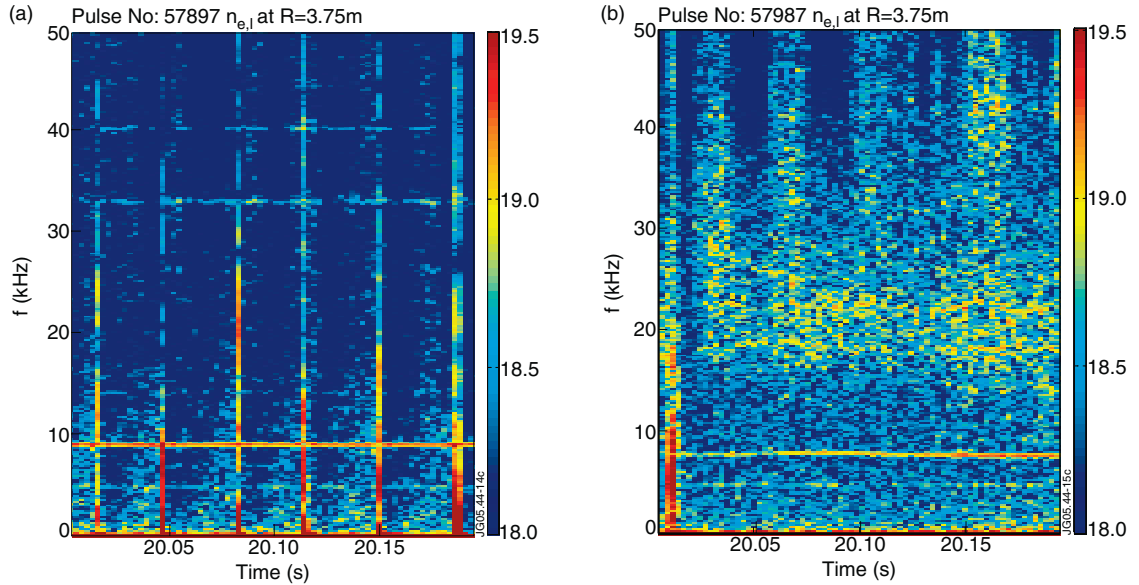 (a)
Pulse No: 57897 n e,l at R=3.75m
50
40
30
20
10
0
f (kHz)
20.05
20.10
20.15
Time (s)
19.5
19.0
18.5
18.0
JG05.44-14c
(b)
Pulse No: 57987 n e,l at R=3.75m
50
40
30
20
10
0
f (kHz)
20.05
20.10
20.15
Time (s)
19.5
19.0
18.5
18.0
JG05.44-15c